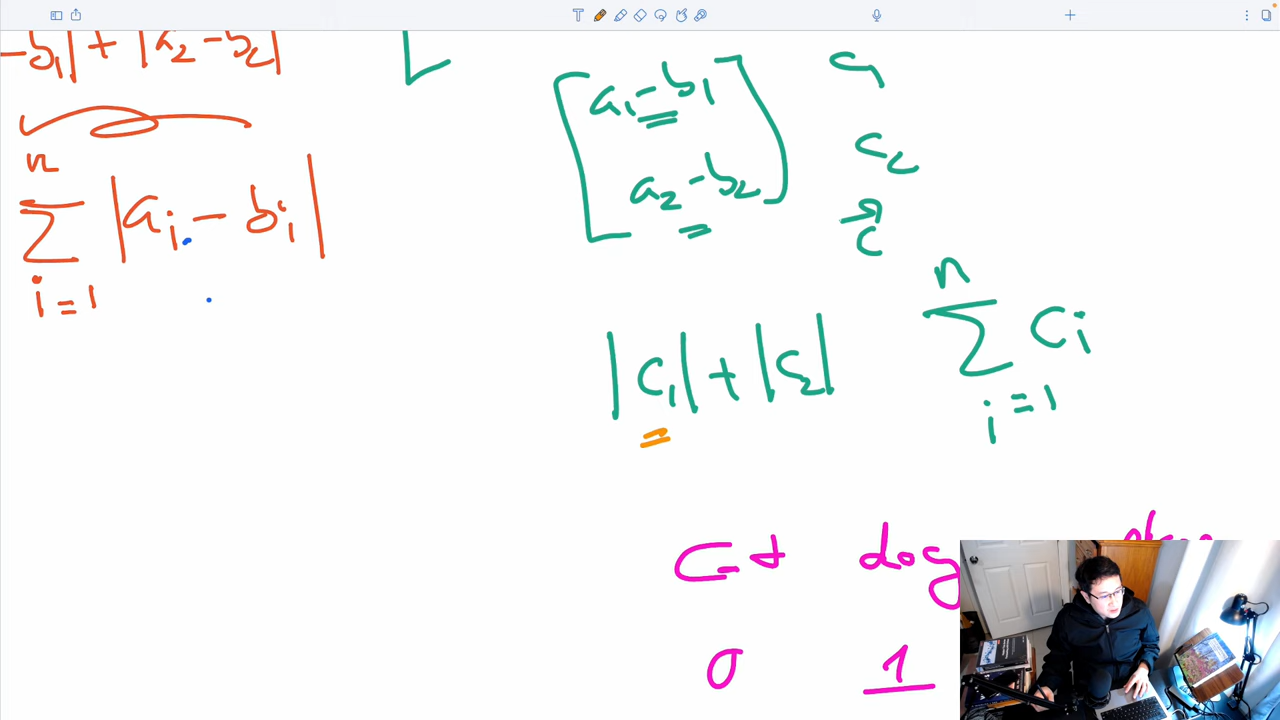 -b₁| + |a₂ - b₂|
n
∑ |aᵢ - bᵢ|
i = 1
a₁ - b₁
a₂ - b₂
c₁
c₂
c
|c₁| + |c₂|
n
∑ cᵢ
i = 1
Cat dog
0 1